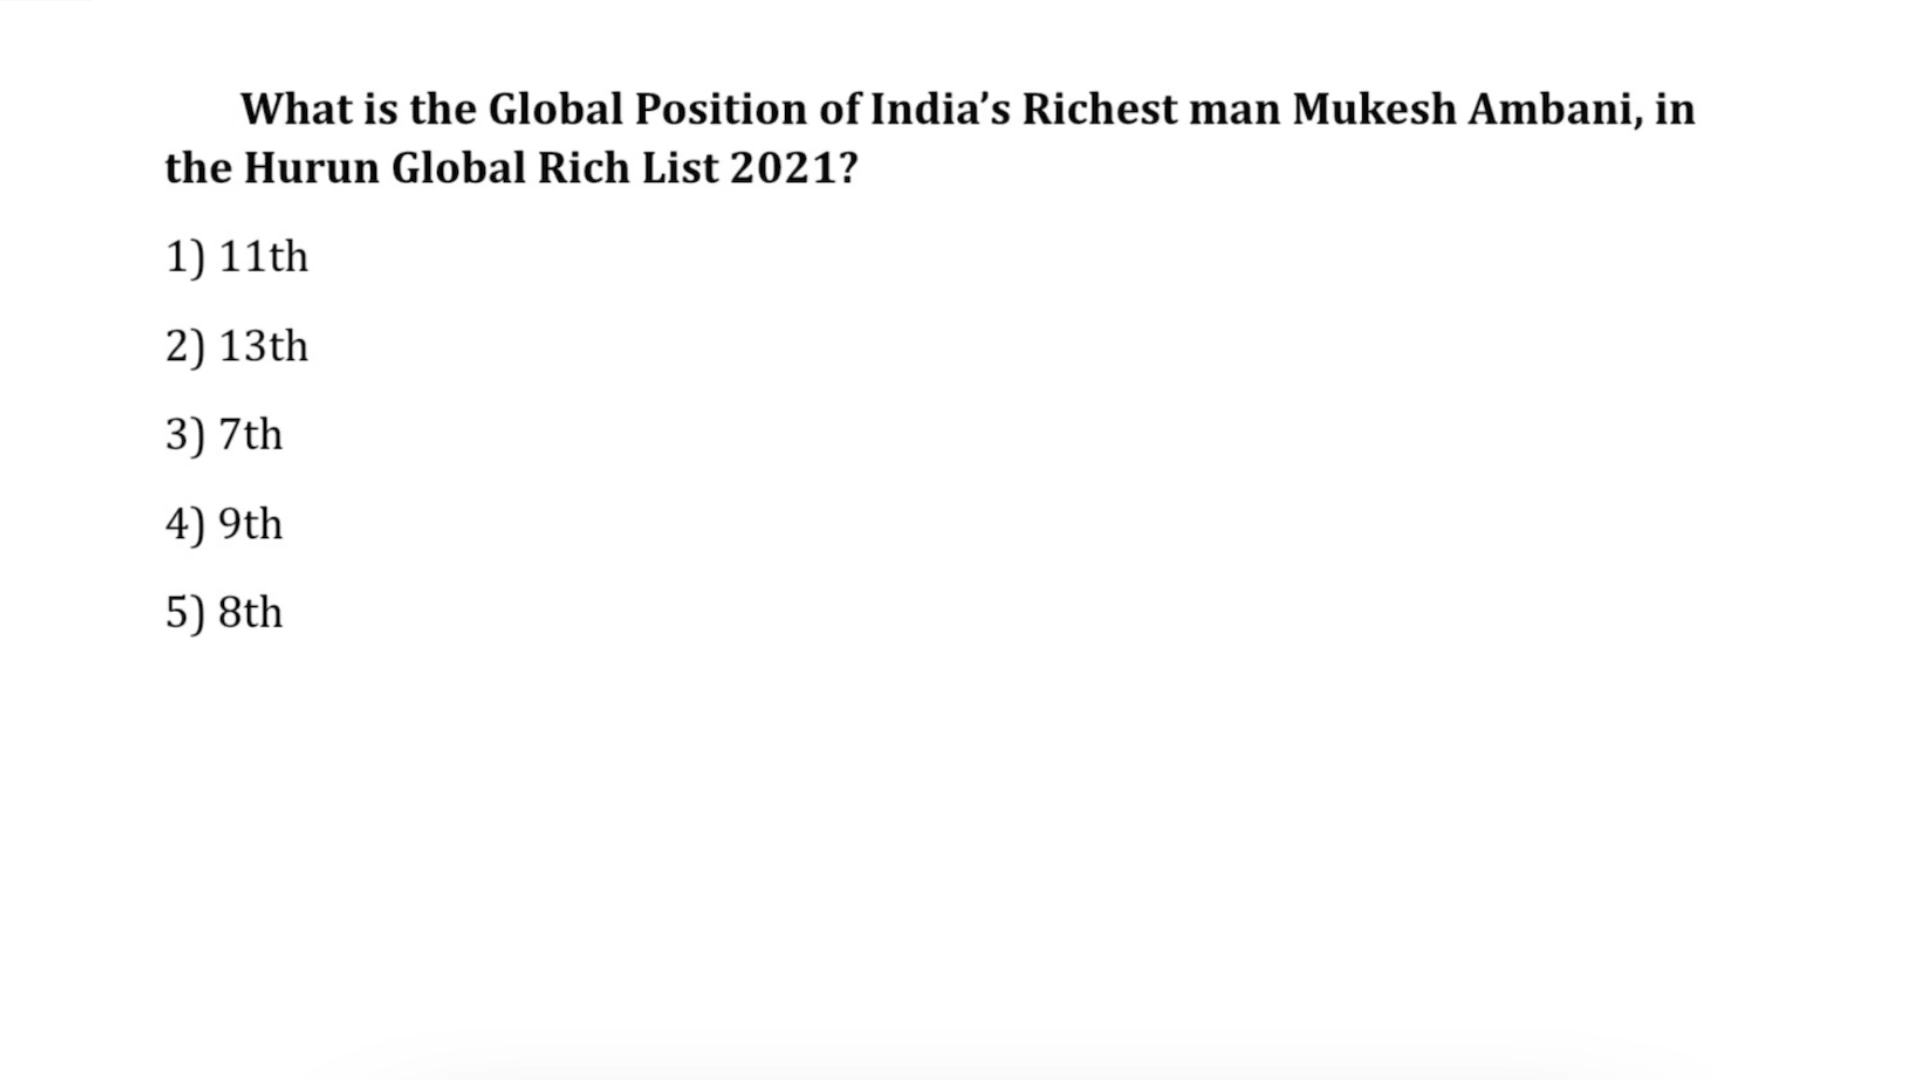 What is the Global Position of India’s Richest man Mukesh Ambani, in
the Hurun Global Rich List 2021?
1) 11th
2) 13th
3) 7th
4) 9th
5) 8th